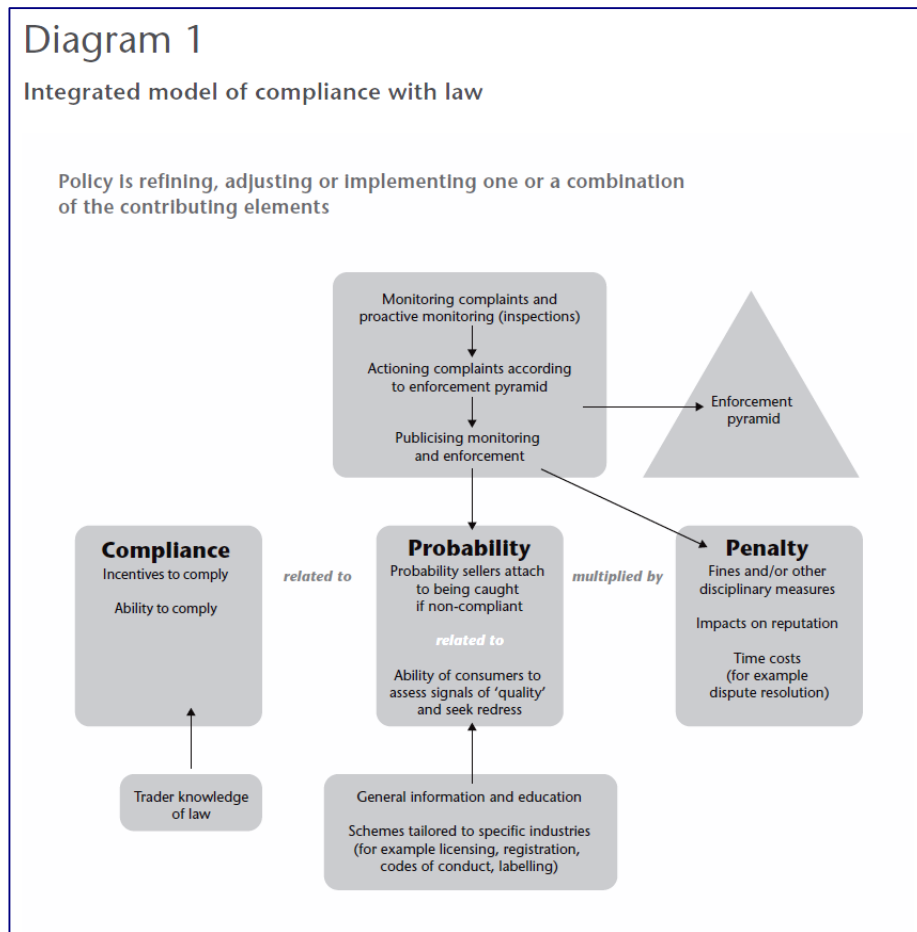 Diagram 1
Integrated model of compliance with law
Policy is refining, adjusting or implementing one or a combination
of the contributing elements
Monitoring complaints and
proactive monitoring (inspections)
Actioning complaints according
to enforcement pyramid
Publicising monitoring
and enforcement
Enforcement
pyramid
Compliance
Incentives to comply
Ability to comply
related to
Probability
Probability sellers attach
to being caught
if non-compliant
related to
Ability of consumers to
assess signals of ‘quality’
and seek redress
multiplied by
Penalty
Fines and/or other
disciplinary measures
Impacts on reputation
Time costs
(for example
dispute resolution)
Trader knowledge
of law
General information and education
Schemes tailored to specific industries
(for example licensing, registration,
codes of conduct, labelling)